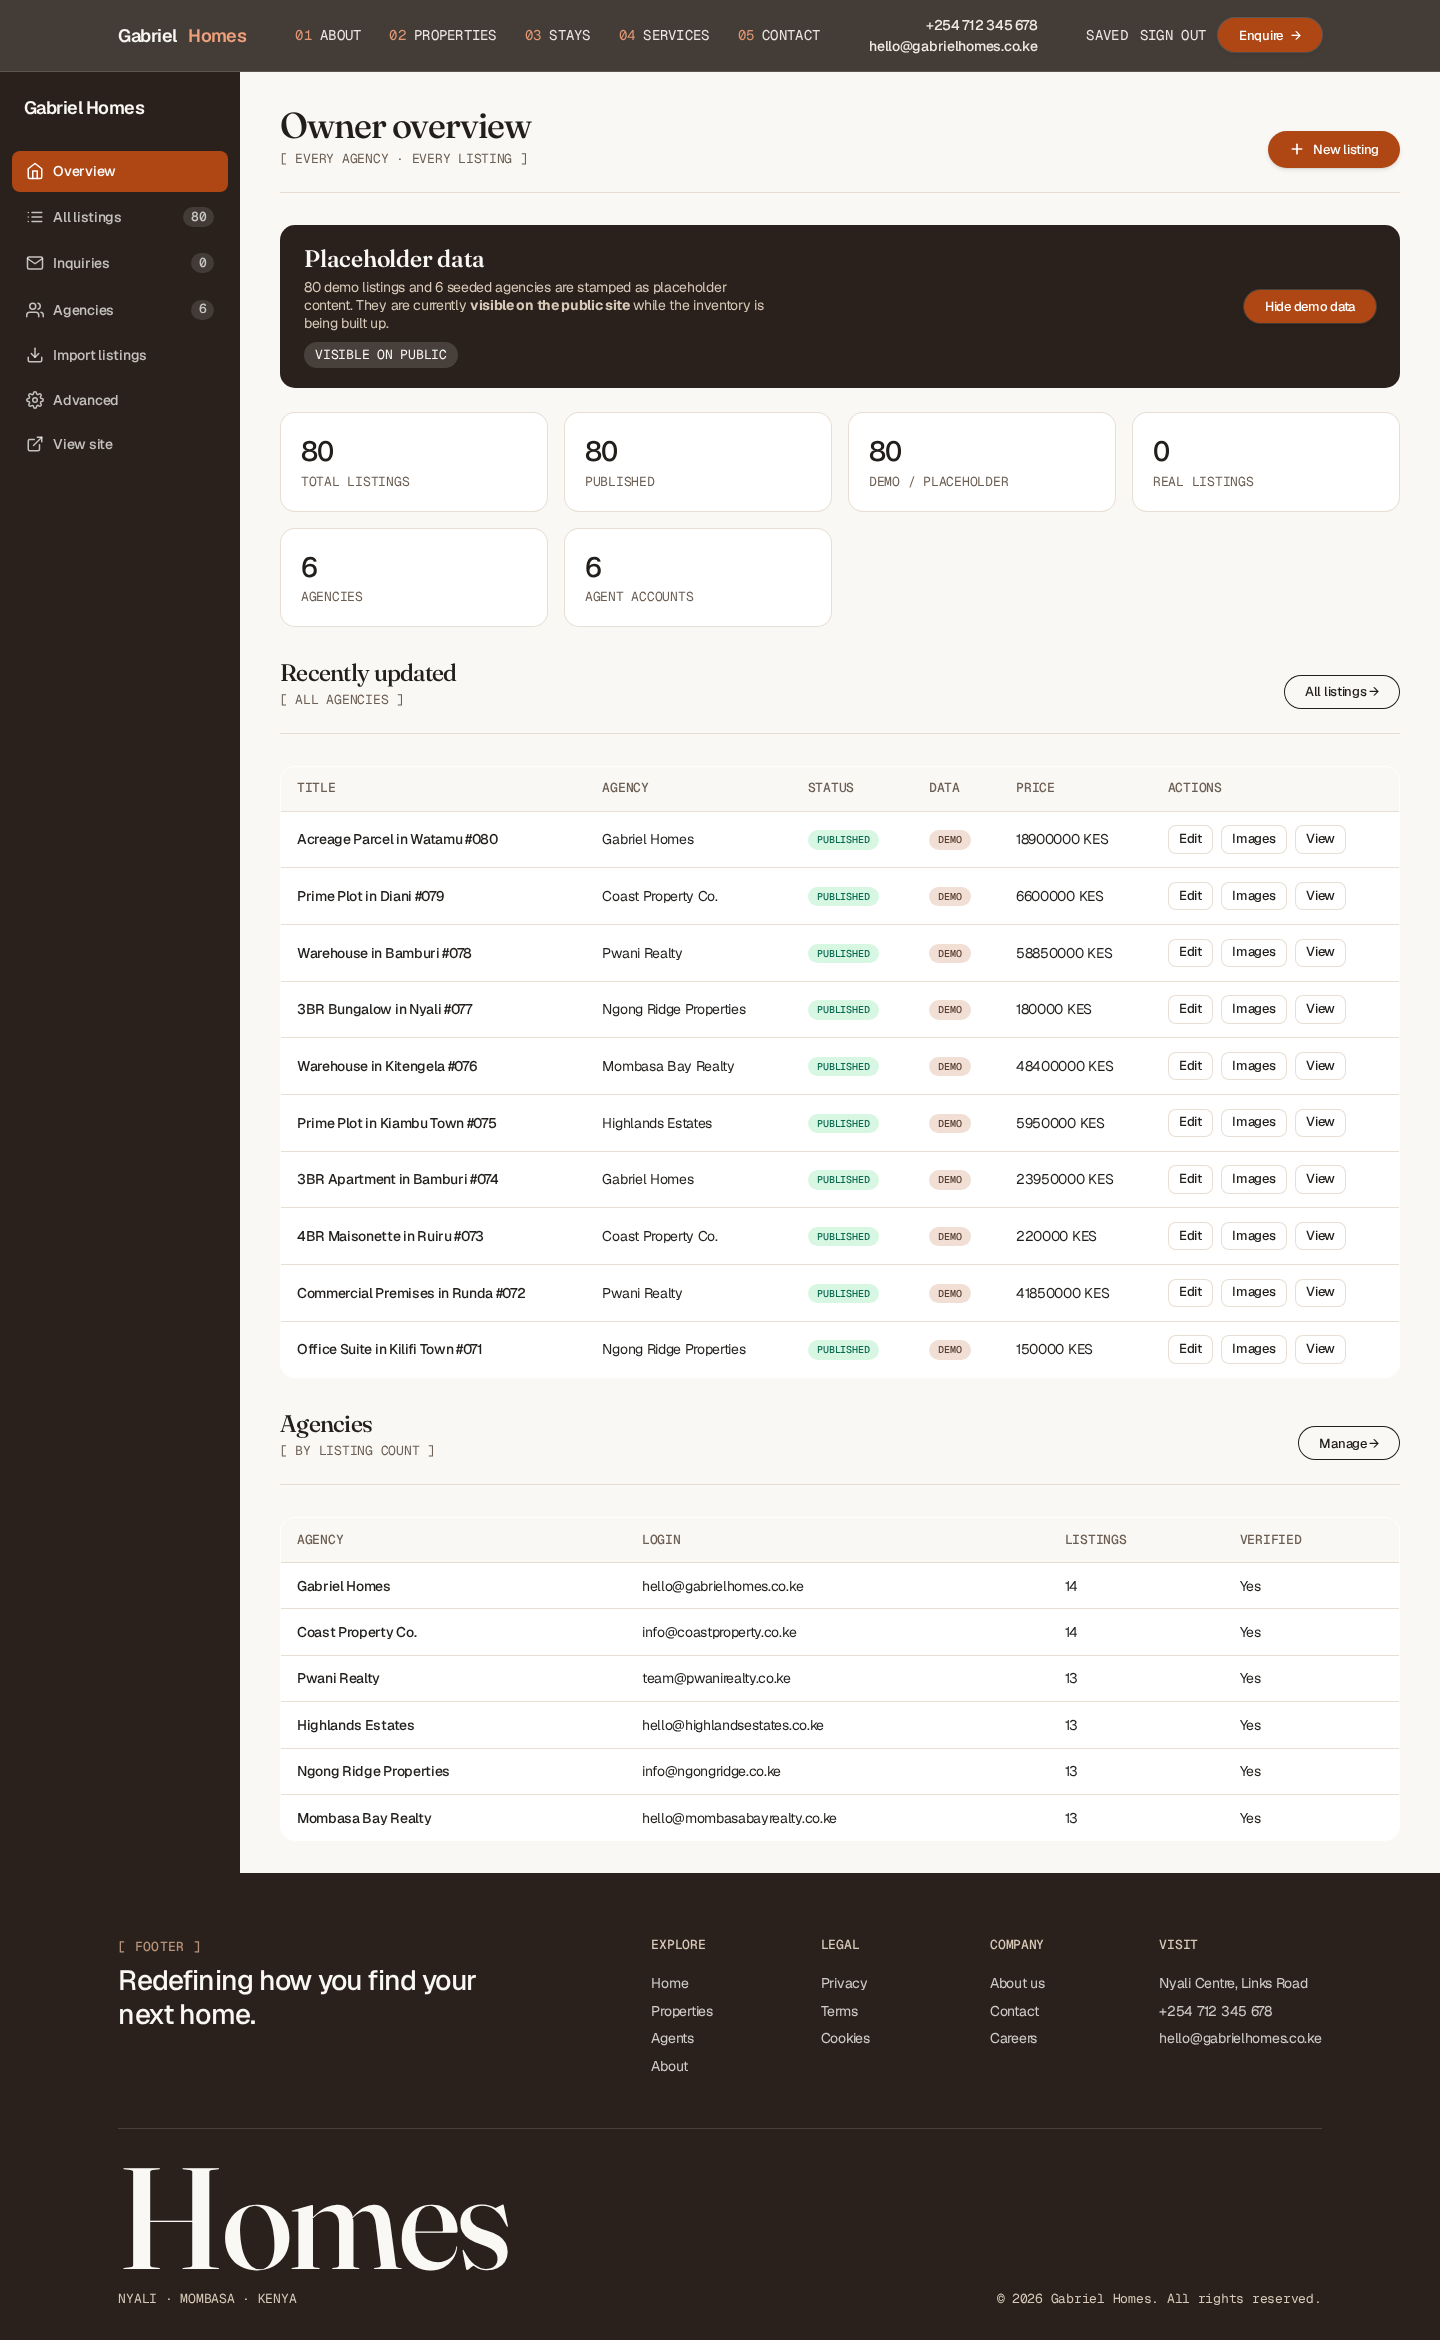 Gabriel Homes
01 ABOUT 02 PROPERTIES 03 STAYS 04 SERVICES 05 CONTACT
+254 712 345 678
hello@gabrielhomes.co.ke
SAVED SIGN OUT Enquire →
Gabriel Homes
Overview
All listings 80
Inquiries 0
Agencies 6
Import listings
Advanced
View site
Owner overview
[ EVERY AGENCY · EVERY LISTING ]
+ New listing
Placeholder data
80 demo listings and 6 seeded agencies are stamped as placeholder
content. They are currently visible on the public site while the inventory is
being built up.
VISIBLE ON PUBLIC
Hide demo data
80
TOTAL LISTINGS
80
PUBLISHED
80
DEMO / PLACEHOLDER
0
REAL LISTINGS
6
AGENCIES
6
AGENT ACCOUNTS
Recently updated
[ ALL AGENCIES ]
All listings →
TITLE AGENCY STATUS DATA PRICE ACTIONS
Acreage Parcel in Watamu #080 Gabriel Homes PUBLISHED DEMO 18900000 KES Edit Images View
Prime Plot in Diani #079 Coast Property Co. PUBLISHED DEMO 6600000 KES Edit Images View
Warehouse in Bamburi #078 Pwani Realty PUBLISHED DEMO 58850000 KES Edit Images View
3BR Bungalow in Nyali #077 Ngong Ridge Properties PUBLISHED DEMO 180000 KES Edit Images View
Warehouse in Kitengela #076 Mombasa Bay Realty PUBLISHED DEMO 48400000 KES Edit Images View
Prime Plot in Kiambu Town #075 Highlands Estates PUBLISHED DEMO 5950000 KES Edit Images View
3BR Apartment in Bamburi #074 Gabriel Homes PUBLISHED DEMO 23950000 KES Edit Images View
4BR Maisonette in Ruiru #073 Coast Property Co. PUBLISHED DEMO 220000 KES Edit Images View
Commercial Premises in Runda #072 Pwani Realty PUBLISHED DEMO 41850000 KES Edit Images View
Office Suite in Kilifi Town #071 Ngong Ridge Properties PUBLISHED DEMO 150000 KES Edit Images View
Agencies
[ BY LISTING COUNT ]
Manage →
AGENCY LOGIN LISTINGS VERIFIED
Gabriel Homes hello@gabrielhomes.co.ke 14 Yes
Coast Property Co. info@coastproperty.co.ke 14 Yes
Pwani Realty team@pwanirealty.co.ke 13 Yes
Highlands Estates hello@highlandsestates.co.ke 13 Yes
Ngong Ridge Properties info@ngongridge.co.ke 13 Yes
Mombasa Bay Realty hello@mombasabayrealty.co.ke 13 Yes
[ FOOTER ]
Redefining how you find your
next home.
EXPLORE
Home
Properties
Agents
About
LEGAL
Privacy
Terms
Cookies
COMPANY
About us
Contact
Careers
VISIT
Nyali Centre, Links Road
+254 712 345 678
hello@gabrielhomes.co.ke
Homes
NYALI · MOMBASA · KENYA
© 2026 Gabriel Homes. All rights reserved.